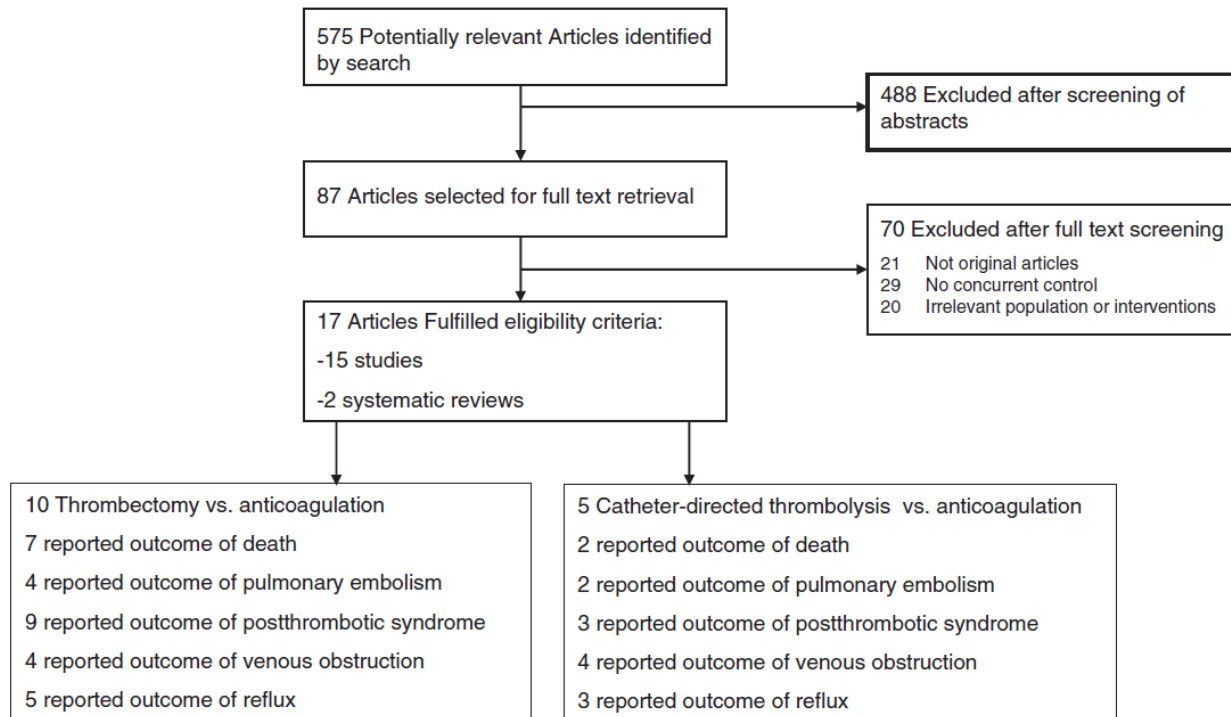 575 Potentially relevant Articles identified
by search
488 Excluded after screening of
abstracts
87 Articles selected for full text retrieval
70 Excluded after full text screening
21 Not original articles
29 No concurrent control
20 Irrelevant population or interventions
17 Articles Fulfilled eligibility criteria:
-15 studies
-2 systematic reviews
10 Thrombectomy vs. anticoagulation
7 reported outcome of death
4 reported outcome of pulmonary embolism
9 reported outcome of postthrombotic syndrome
4 reported outcome of venous obstruction
5 reported outcome of reflux
5 Catheter-directed thrombolysis vs. anticoagulation
2 reported outcome of death
2 reported outcome of pulmonary embolism
3 reported outcome of postthrombotic syndrome
4 reported outcome of venous obstruction
3 reported outcome of reflux